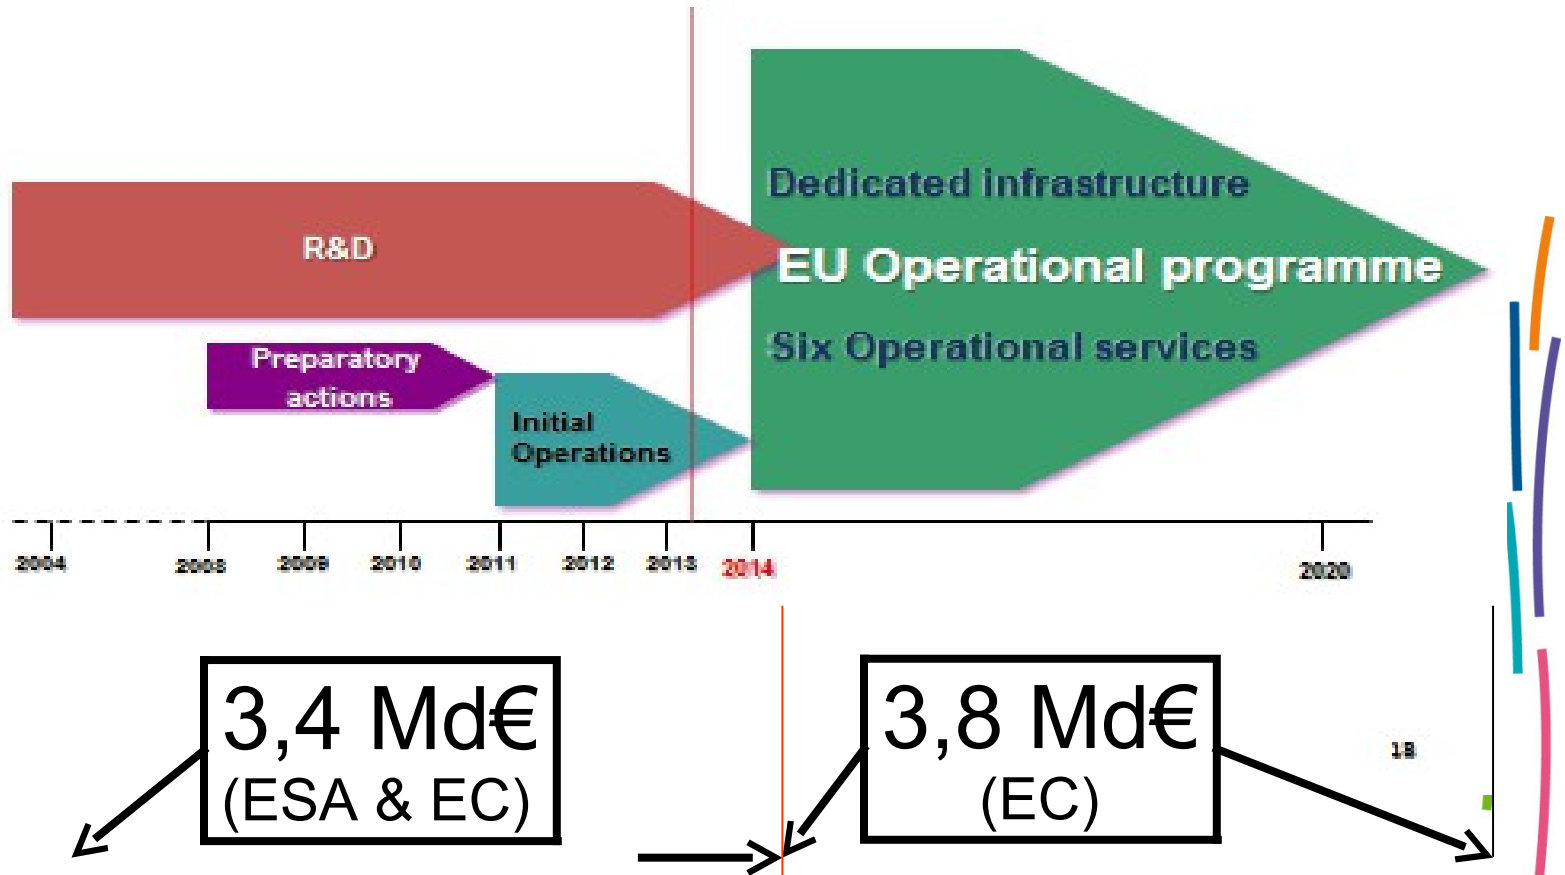 Dedicated infrastructure
R&D
EU Operational programme
Preparatory
actions
Six Operational services
Initial
Operations
2004
2008
2009
2010
2011
2012
2013
2014
2020
3,4 Md€
(ESA & EC)
3,8 Md€
(EC)
18